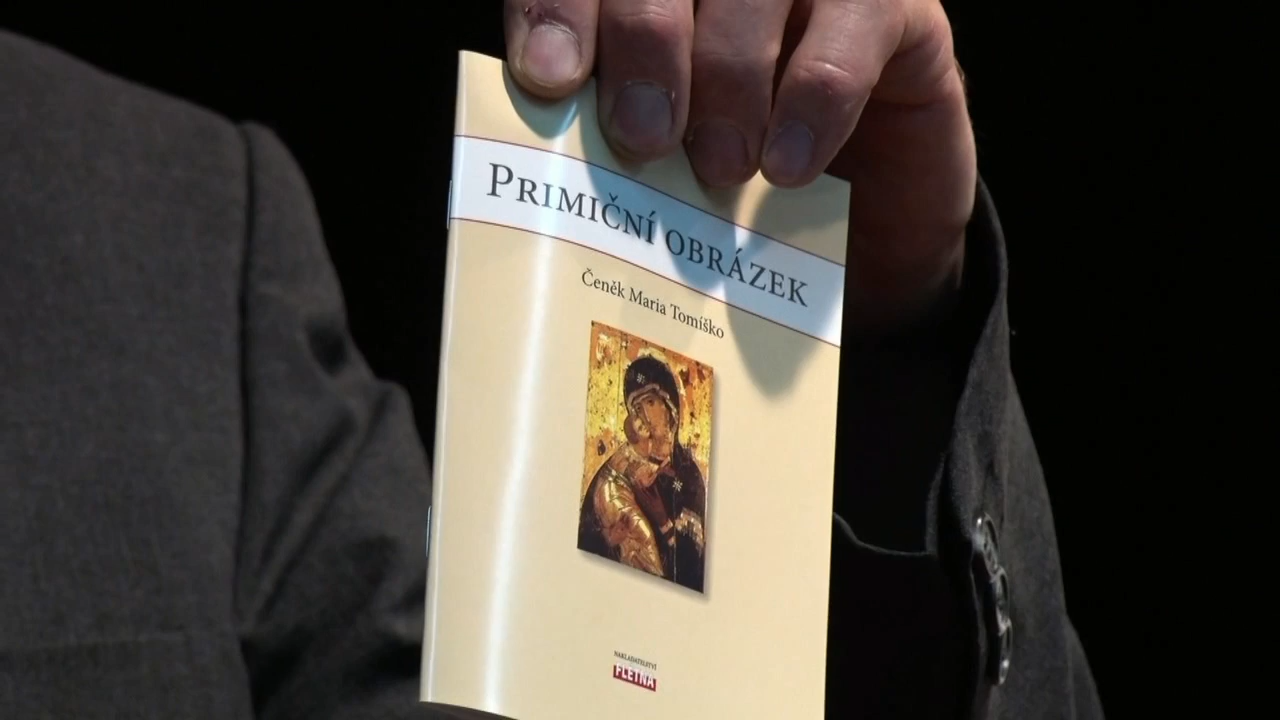 Primiční obrázek
Čeněk Maria Tomíško
NAKLADATELSTVÍ
FLÉTNA